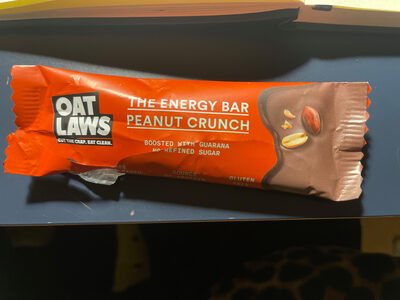 OAT
LAWS
CUT THE CRAP. EAT CLEAN.
THE ENERGY BAR
PEANUT CRUNCH
BOOSTED WITH GUARANA
NO REFINED SUGAR
SOURCE
GLUTEN